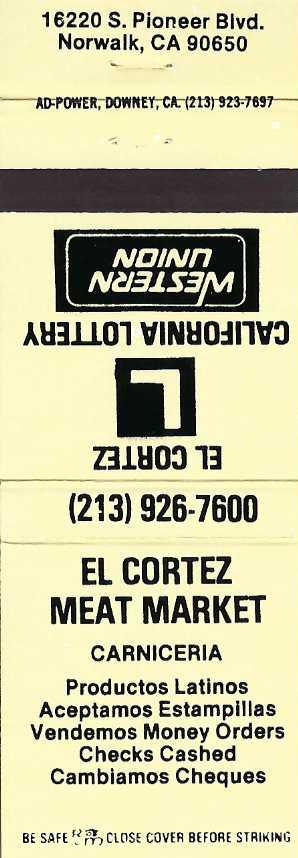 16220 S. Pioneer Blvd.
Norwalk, CA 90650
AD-POWER, DOWNEY, CA. (213) 923-7697
WESTERN
UNION
CALIFORNIA LOTTERY
L
EL CORTEZ
(213) 926-7600
EL CORTEZ
MEAT MARKET
CARNICERIA
Productos Latinos
Aceptamos Estampillas
Vendemos Money Orders
Checks Cashed
Cambiamos Cheques
BE SAFE CLOSE COVER BEFORE STRIKING